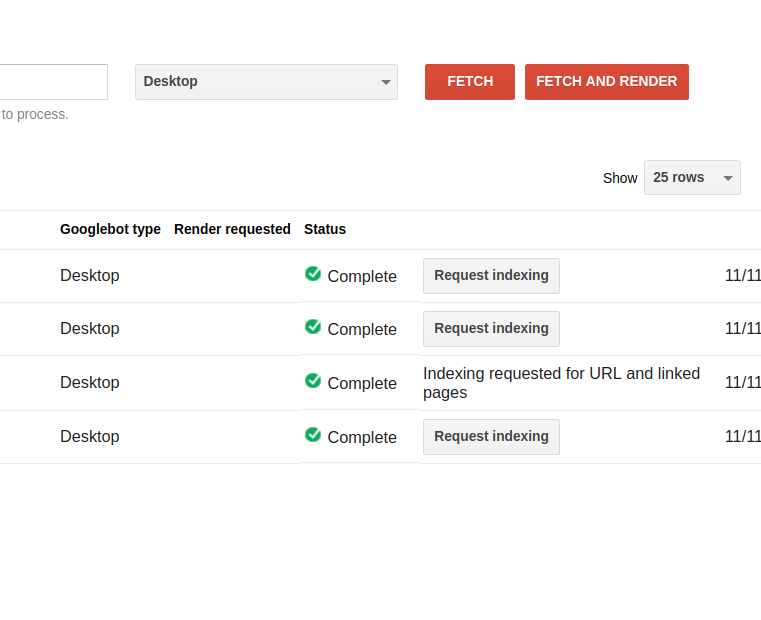 Desktop FETCH FETCH AND RENDER
to process.
Show 25 rows
Googlebot type Render requested Status
Desktop Complete Request indexing 11/11
Desktop Complete Request indexing 11/11
Desktop Complete Indexing requested for URL and linked 11/11
pages
Desktop Complete Request indexing 11/11